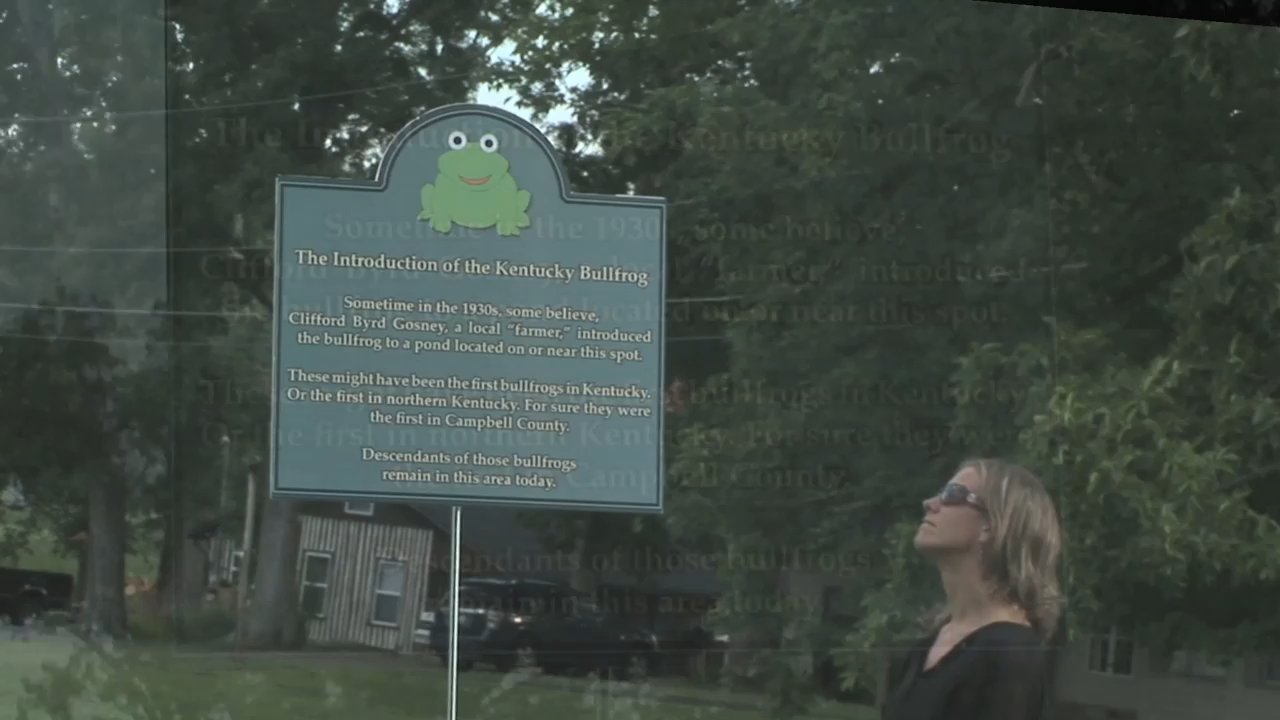 The Introduction of the Kentucky Bullfrog
Sometime in the 1930s, some believe,
Clifford Byrd Gosney, a local “farmer,” introduced
the bullfrog to a pond located on or near this spot.
These might have been the first bullfrogs in Kentucky.
Or the first in northern Kentucky. For sure they were
the first in Campbell County.
Descendants of those bullfrogs
remain in this area today.